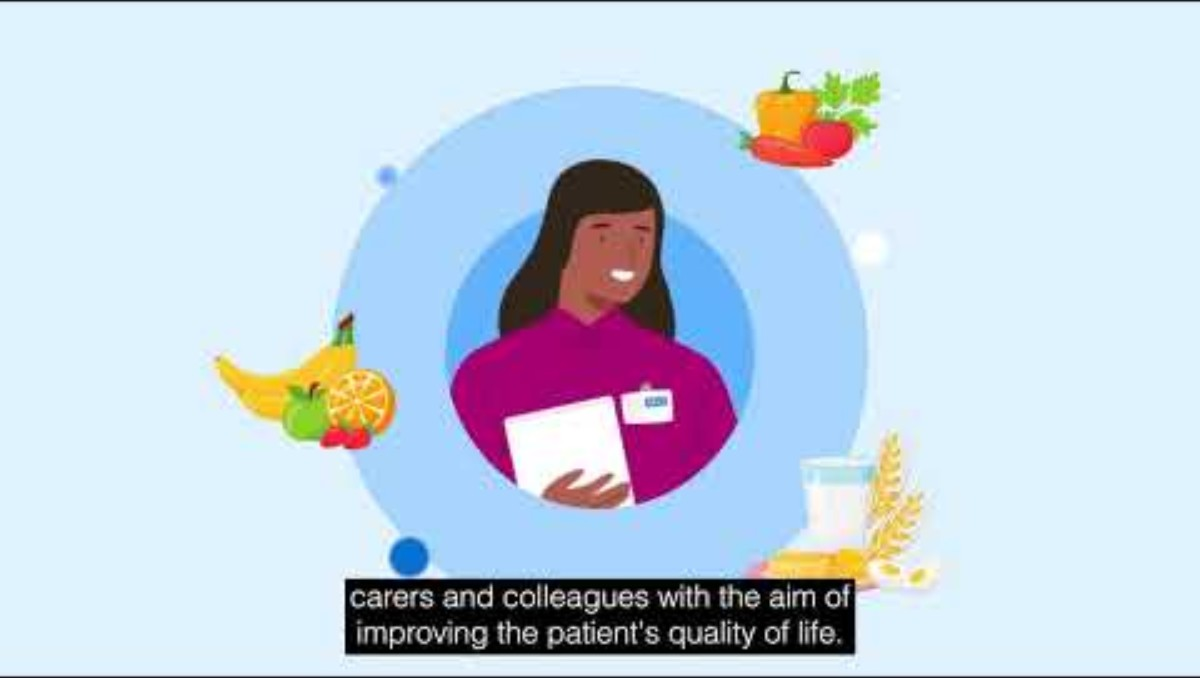 carers and colleagues with the aim of
improving the patient's quality of life.